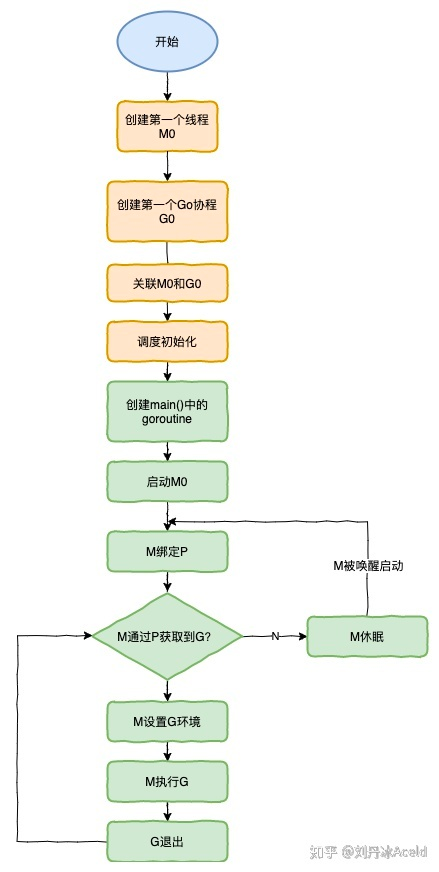 开始
创建第一个线程
M0
创建第一个Go协程
G0
关联M0和G0
调度初始化
创建main()中的
goroutine
启动M0
M绑定P
M被唤醒启动
M通过P获取到G?
N
M休眠
M设置G环境
M执行G
G退出
知乎 @刘丹冰Aceld